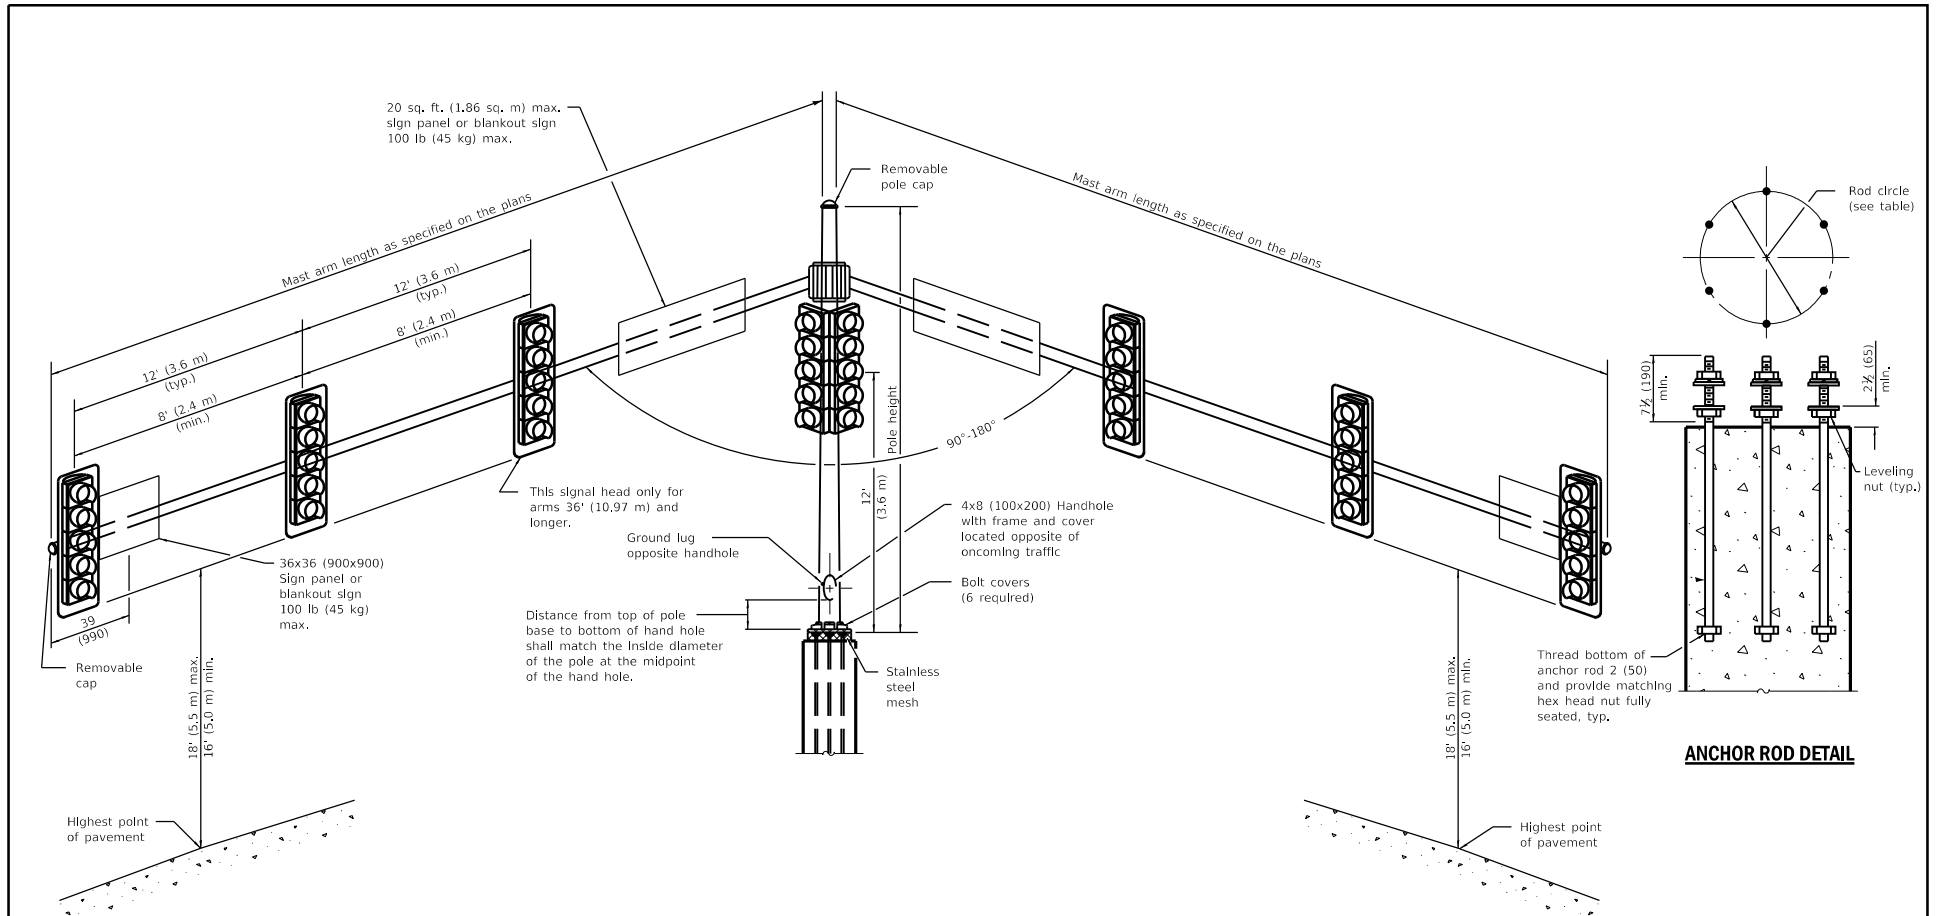 20 sq. ft. (1.86 sq. m) max.
sign panel or blankout sign
100 lb (45 kg) max.
Removable
pole cap
Mast arm length as specified on the plans
Mast arm length as specified on the plans
Rod circle
(see table)
12' (3.6 m)
(typ.)
8' (2.4 m)
(min.)
12' (3.6 m)
(typ.)
8' (2.4 m)
(min.)
Pole height
90°-180°
12'
(3.6 m)
7½ (190)
min.
2½ (65)
min.
Leveling
nut (typ.)
This signal head only for
arms 36' (10.97 m) and
longer.
4x8 (100x200) Handhole
with frame and cover
located opposite of
oncoming traffic
Ground lug
opposite handhole
36x36 (900x900)
Sign panel or
blankout sign
100 lb (45 kg)
max.
Bolt covers
(6 required)
Distance from top of pole
base to bottom of hand hole
shall match the inside diameter
of the pole at the midpoint
of the hand hole.
39
(990)
Removable
cap
Stainless
steel
mesh
18' (5.5 m) max.
16' (5.0 m) min.
18' (5.5 m) max.
16' (5.0 m) min.
Thread bottom of
anchor rod 2 (50)
and provide matching
hex head nut fully
seated, typ.
ANCHOR ROD DETAIL
Highest point
of pavement
Highest point
of pavement